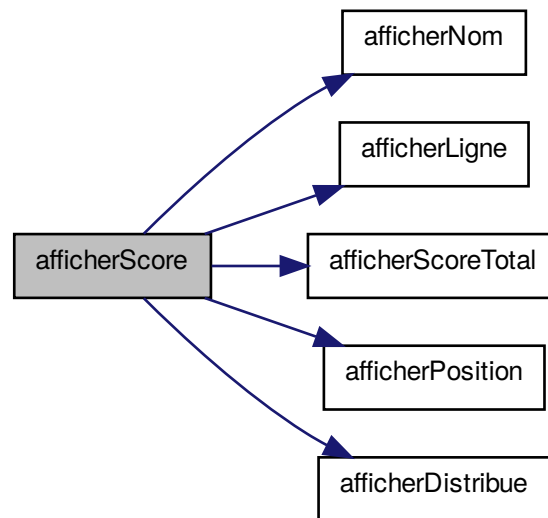 afficherNom
afficherLigne
afficherScore
afficherScoreTotal
afficherPosition
afficherDistribue